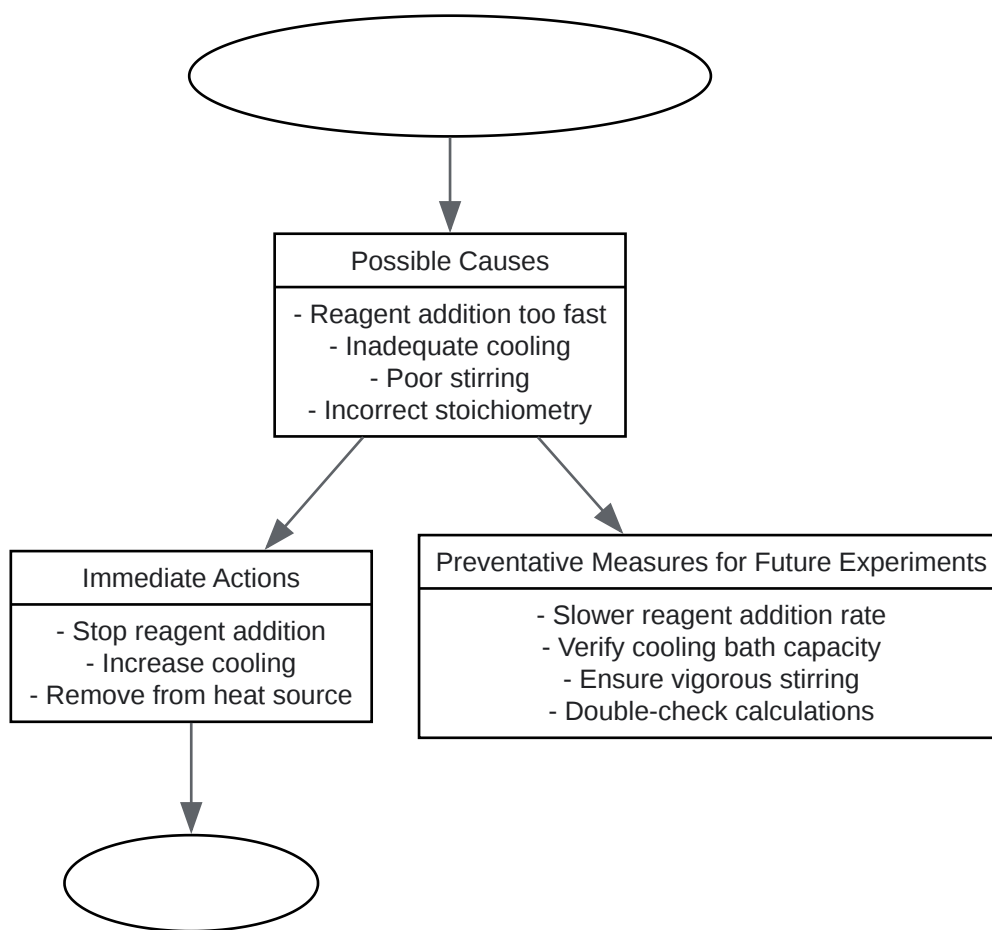 Possible Causes
- Reagent addition too fast
- Inadequate cooling
- Poor stirring
- Incorrect stoichiometry
Immediate Actions
- Stop reagent addition
- Increase cooling
- Remove from heat source
Preventative Measures for Future Experiments
- Slower reagent addition rate
- Verify cooling bath capacity
- Ensure vigorous stirring
- Double-check calculations